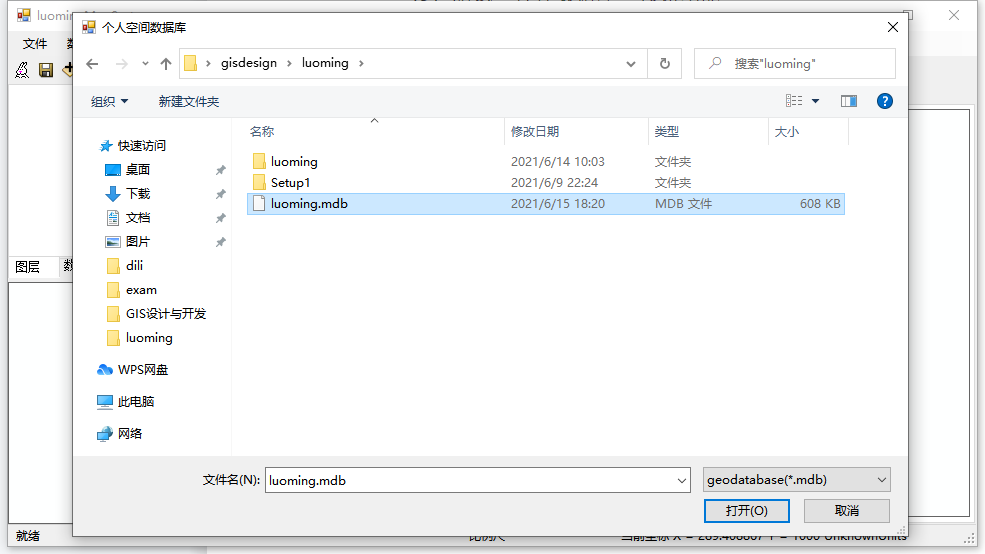 luomin
个人空间数据库
文件
gisdesign
luoming
搜索"luoming"
组织
新建文件夹
名称
修改日期
类型
大小
快速访问
桌面
下载
文档
图片
dili
exam
GIS设计与开发
luoming
WPS网盘
此电脑
网络
luoming 2021/6/14 10:03 文件夹
Setup1 2021/6/9 22:24 文件夹
luoming.mdb 2021/6/15 18:20 MDB 文件 608 KB
图层
数
文件名(N):
luoming.mdb
geodatabase(*.mdb)
打开(O)
取消
就绪
比例尺
当前坐标 X = 289.408867 Y = 1000 UnknownUnits